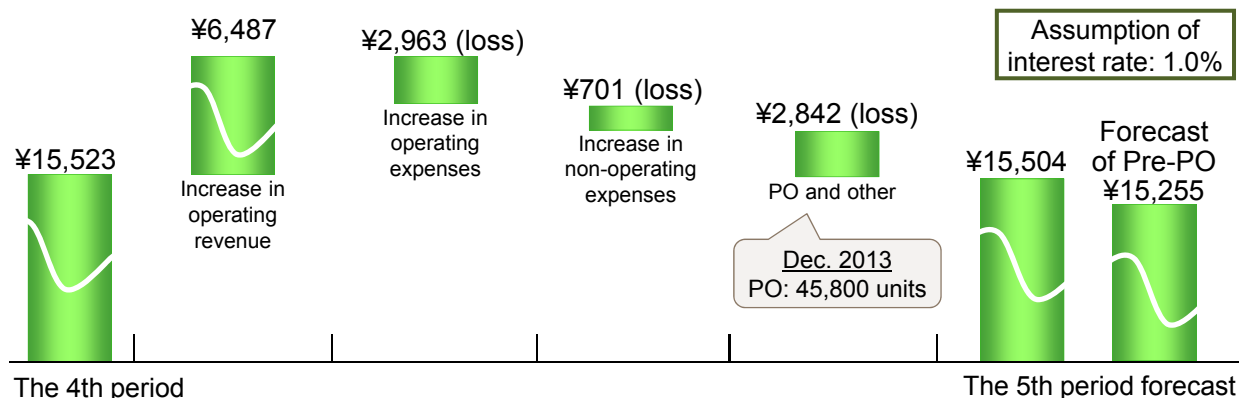 ¥15,523
¥6,487
Increase in
operating
revenue
¥2,963 (loss)
Increase in
operating
expenses
¥701 (loss)
Increase in
non-operating
expenses
¥2,842 (loss)
PO and other
Dec. 2013
PO: 45,800 units
Assumption of
interest rate: 1.0%
¥15,504
Forecast
of Pre-PO
¥15,255
The 4th period
The 5th period forecast